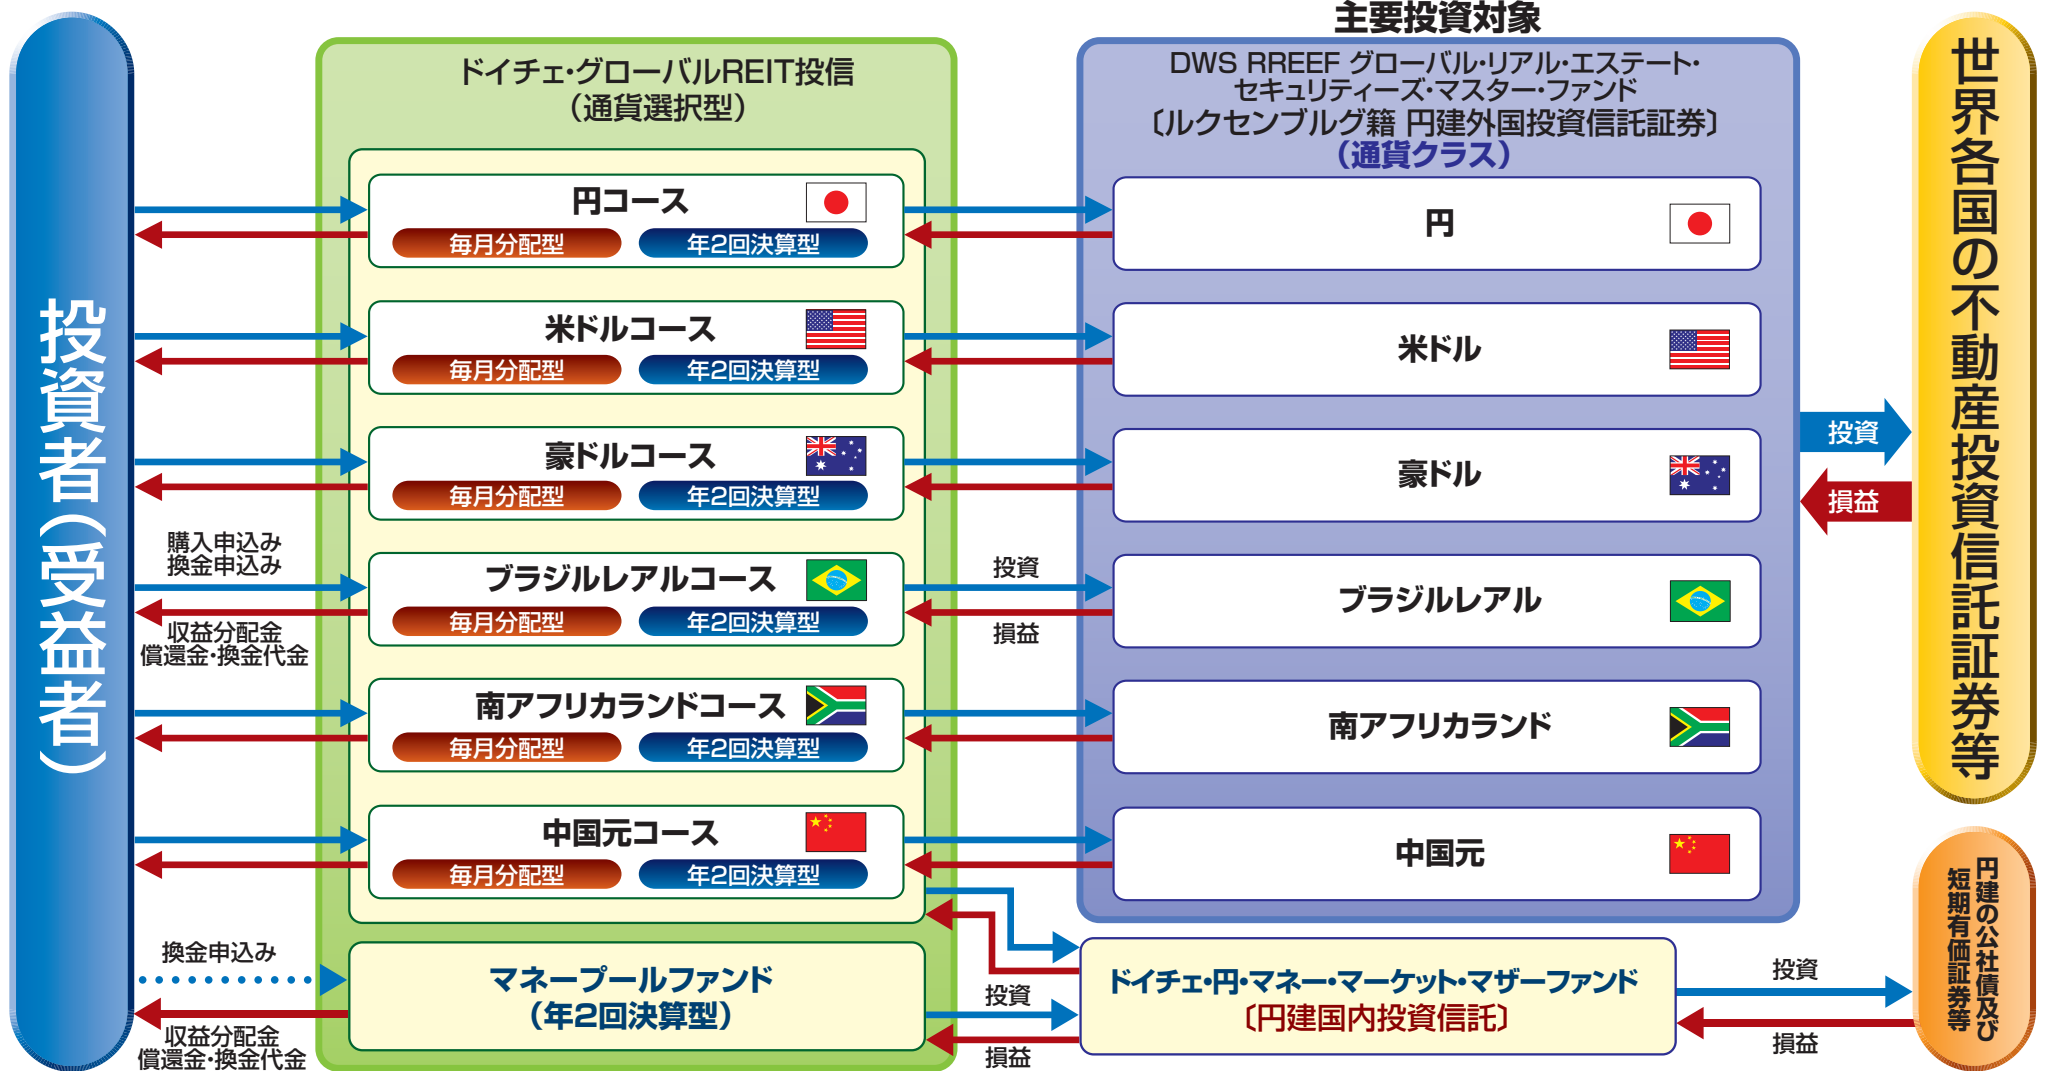 投資者(受益者)
ドイチェ・グローバルREIT投信
(通貨選択型)
円コース
毎月分配型
年2回決算型
米ドルコース
毎月分配型
年2回決算型
豪ドルコース
毎月分配型
年2回決算型
購入申込み
換金申込み
収益分配金
償還金・換金代金
ブラジルレアルコース
毎月分配型
年2回決算型
南アフリカランドコース
毎月分配型
年2回決算型
中国元コース
毎月分配型
年2回決算型
換金申込み
収益分配金
償還金・換金代金
マネープールファンド
(年2回決算型)
投資
損益
投資
損益
主要投資対象
DWS RREEF グローバル・リアル・エステート・
セキュリティーズ・マスター・ファンド
〔ルクセンブルグ籍 円建外国投資信託証券〕
(通貨クラス)
円
米ドル
豪ドル
ブラジルレアル
南アフリカランド
中国元
ドイチェ・円・マネー・マーケット・マザーファンド
〔円建国内投資信託〕
投資
損益
投資
損益
世界各国の不動産投資信託証券等
円建の公社債及び
短期有価証券等